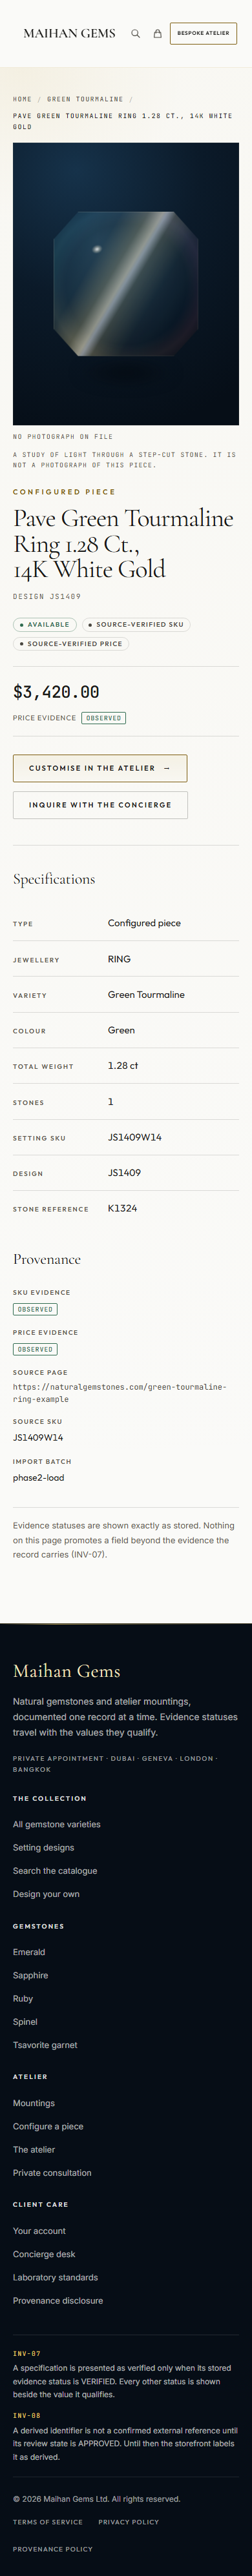 MAIHAN GEMS
BESPOKE ATELIER
HOME / GREEN TOURMALINE /
PAVE GREEN TOURMALINE RING 1.28 CT., 14K WHITE
GOLD
NO PHOTOGRAPH ON FILE
A STUDY OF LIGHT THROUGH A STEP-CUT STONE. IT IS
NOT A PHOTOGRAPH OF THIS PIECE.
CONFIGURED PIECE
Pave Green Tourmaline
Ring 1.28 Ct.,
14K White Gold
DESIGN JS1409
AVAILABLE
SOURCE-VERIFIED SKU
SOURCE-VERIFIED PRICE
$3,420.00
PRICE EVIDENCE OBSERVED
CUSTOMISE IN THE ATELIER →
INQUIRE WITH THE CONCIERGE
Specifications
TYPE Configured piece
JEWELLERY RING
VARIETY Green Tourmaline
COLOUR Green
TOTAL WEIGHT 1.28 ct
STONES 1
SETTING SKU JS1409W14
DESIGN JS1409
STONE REFERENCE K1324
Provenance
SKU EVIDENCE
OBSERVED
PRICE EVIDENCE
OBSERVED
SOURCE PAGE
https://naturalgemstones.com/green-tourmaline-
ring-example
SOURCE SKU
JS1409W14
IMPORT BATCH
phase2-load
Evidence statuses are shown exactly as stored. Nothing
on this page promotes a field beyond the evidence the
record carries (INV-07).
Maihan Gems
Natural gemstones and atelier mountings,
documented one record at a time. Evidence statuses
travel with the values they qualify.
PRIVATE APPOINTMENT · DUBAI · GENEVA · LONDON ·
BANGKOK
THE COLLECTION
All gemstone varieties
Setting designs
Search the catalogue
Design your own
GEMSTONES
Emerald
Sapphire
Ruby
Spinel
Tsavorite garnet
ATELIER
Mountings
Configure a piece
The atelier
Private consultation
CLIENT CARE
Your account
Concierge desk
Laboratory standards
Provenance disclosure
INV-07
A specification is presented as verified only when its stored
evidence status is VERIFIED. Every other status is shown
beside the value it qualifies.
INV-08
A derived identifier is not a confirmed external reference until
its review state is APPROVED. Until then the storefront labels
it as derived.
© 2026 Maihan Gems Ltd. All rights reserved.
TERMS OF SERVICE PRIVACY POLICY
PROVENANCE POLICY